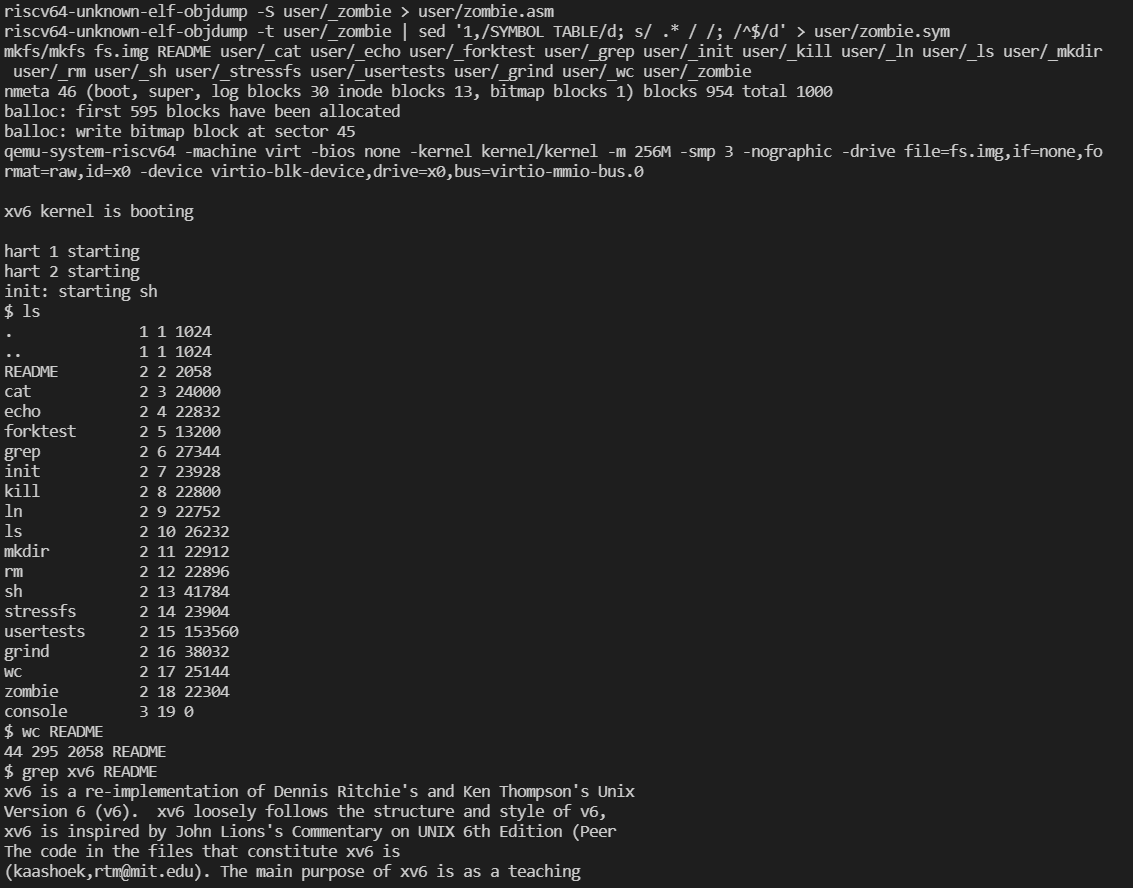 riscv64-unknown-elf-objdump -S user/_zombie > user/zombie.asm
riscv64-unknown-elf-objdump -t user/_zombie | sed '1,/SYMBOL TABLE/d; s/ .* / /; /^$/d' > user/zombie.sym
mkfs/mkfs fs.img README user/_cat user/_echo user/_forktest user/_grep user/_init user/_kill user/_ln user/_ls user/_mkdir
 user/_rm user/_sh user/_stressfs user/_usertests user/_grind user/_wc user/_zombie
nmeta 46 (boot, super, log blocks 30 inode blocks 13, bitmap blocks 1) blocks 954 total 1000
balloc: first 595 blocks have been allocated
balloc: write bitmap block at sector 45
qemu-system-riscv64 -machine virt -bios none -kernel kernel/kernel -m 256M -smp 3 -nographic -drive file=fs.img,if=none,fo
rmat=raw,id=x0 -device virtio-blk-device,drive=x0,bus=virtio-mmio-bus.0
xv6 kernel is booting
hart 1 starting
hart 2 starting
init: starting sh
$ ls
.              1 1 1024
..             1 1 1024
README         2 2 2058
cat            2 3 24000
echo           2 4 22832
forktest       2 5 13200
grep           2 6 27344
init           2 7 23928
kill           2 8 22800
ln             2 9 22752
ls             2 10 26232
mkdir          2 11 22912
rm             2 12 22896
sh             2 13 41784
stressfs       2 14 23904
usertests      2 15 153560
grind          2 16 38032
wc             2 17 25144
zombie         2 18 22304
console        3 19 0
$ wc README
44 295 2058 README
$ grep xv6 README
xv6 is a re-implementation of Dennis Ritchie's and Ken Thompson's Unix
Version 6 (v6).  xv6 loosely follows the structure and style of v6,
xv6 is inspired by John Lions's Commentary on UNIX 6th Edition (Peer
The code in the files that constitute xv6 is
(kaashoek,rtm@mit.edu). The main purpose of xv6 is as a teaching